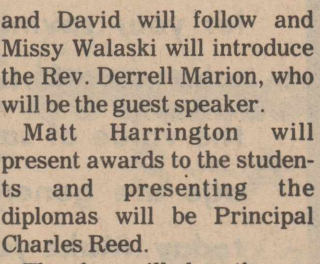 and David will follow and
Missy Walaski will introduce
the Rev. Derrell Marion, who
will be the guest speaker.
Matt Harrington will
present awards to the studen-
ts and presenting the
diplomas will be Principal
Charles Reed.